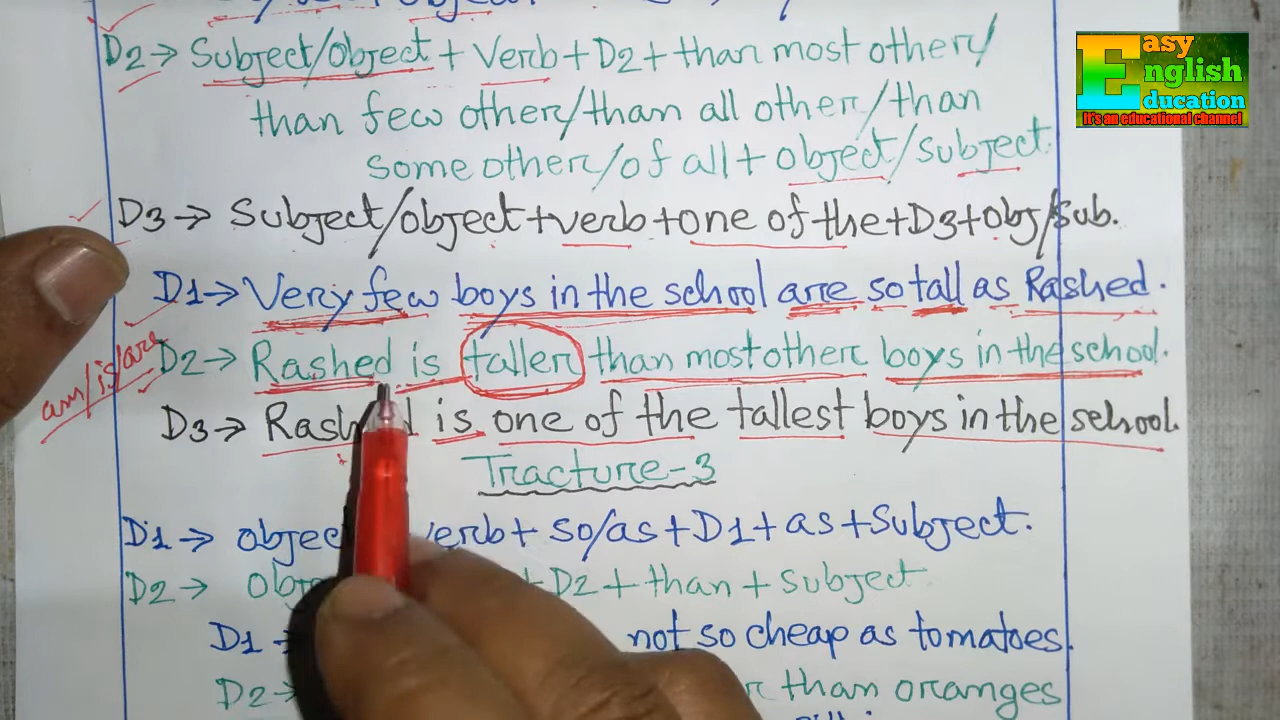 D2→ Subject/object + Verb + D2 + than most other/
than few other/than all other/than
some other/of all + object/subject.
D3→ Subject/object+verb+one of the+D3+obj/sub.
D1→ Very few boys in the school are so tall as Rashed.
am/is/are
D2→ Rashed is taller than most other boys in the school.
D3→ Rashed is one of the tallest boys in the school.
Tracture-3
D1→ verb+ so/as+D1+as+Subject.
D2→ +D2+than+Subject
D1 not so cheap as tomatoes.
D2→ than oranges
Easy
English
Education
It's an educational channel